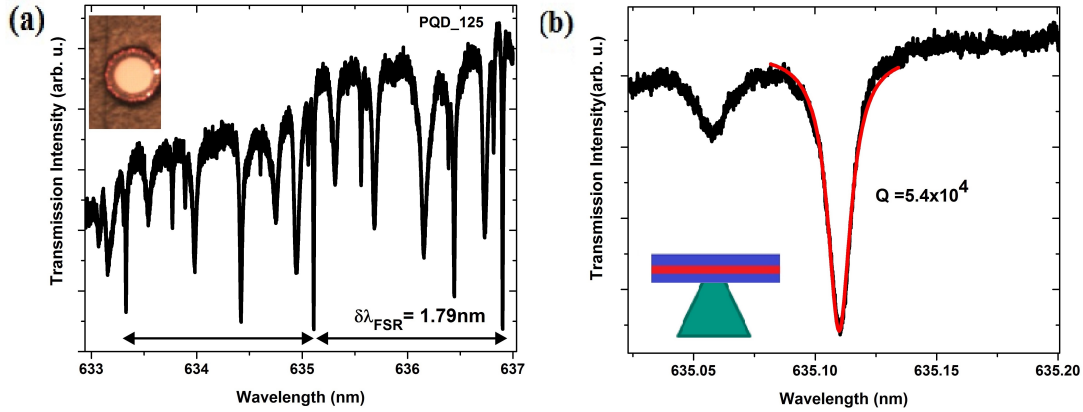 (a)
PQD_125
Transmission Intensity (arb. u.)
δλFSR= 1.79nm
633 634 635 636 637
Wavelength (nm)
(b)
Transmission Intensity(arb. u.)
Q =5.4x10^4
635.05 635.10 635.15 635.20
Wavelength (nm)